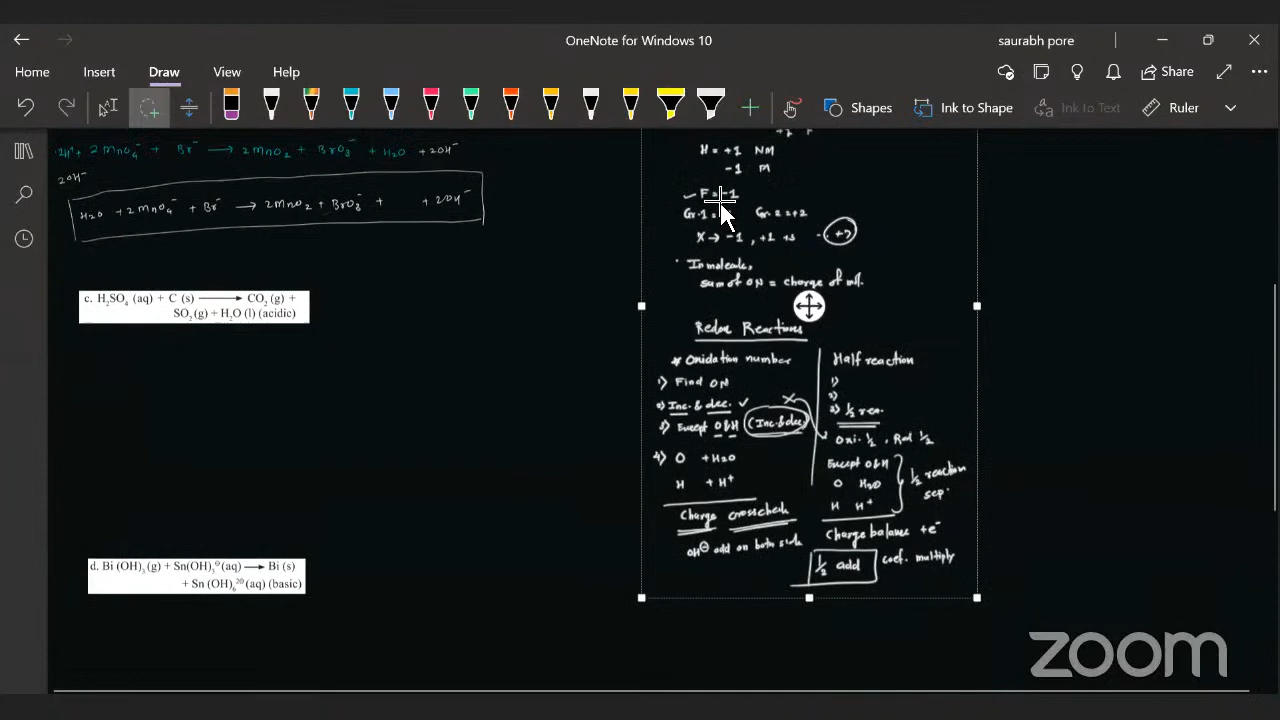 OneNote for Windows 10
saurabh pore
Home Insert Draw View Help
Share
Shapes
Ink to Shape
Ink to Text
Ruler
2H⁺ + 2MnO₄⁻ + Br⁻ → 2MnO₂ + BrO₃⁻ + H₂O + 2OH⁻
2OH⁻
H₂O + 2MnO₄⁻ + Br⁻ → 2MnO₂ + BrO₃⁻ + + 2OH⁻
c. H₂SO₄ (aq) + C (s) ⟶ CO₂ (g) +
SO₂ (g) + H₂O (l) (acidic)
d. Bi (OH)₃ (g) + Sn(OH)₃⊖ (aq) ⟶ Bi (s)
+ Sn (OH)₆²⊖ (aq) (basic)
H = +1 NM
-1 M
✓ F = -1
Gr.1 = Gr.2 = +2
X → -1, +1 +7
sum of ON = charge of
Redox Reactions
* Oxidation number
1) Find ON
2) Inc. & dec. ✓
3) Except O & H (Inc. & dec)
4) O + H₂O
H + H⁺
Charge crosscheck
OH⊖ add on both side
Half reaction
1)
2)
3) ½ rea.
Oxi. ½, Red ½
Except O & H
O H₂O
H H⁺
½ reaction
sep.
Charge balance + e⁻
½ add coef. multiply
zoom